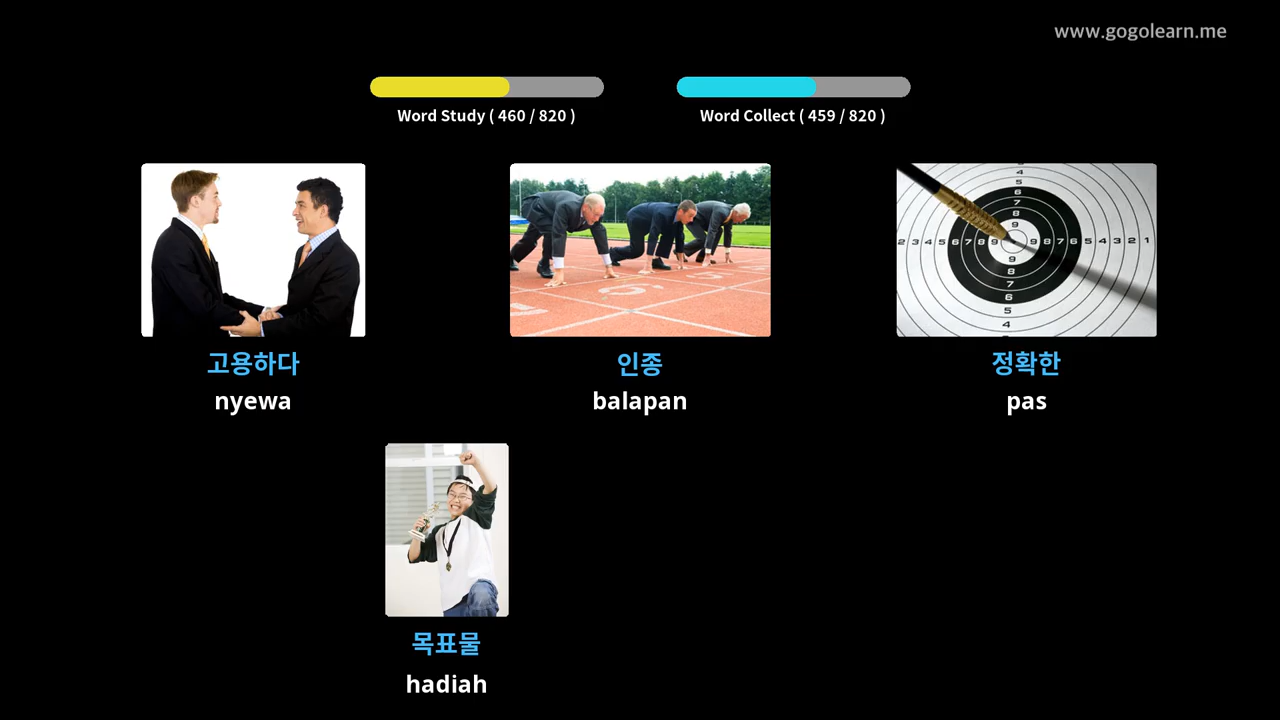 www.gogolearn.me
Word Study ( 460 / 820 )
Word Collect ( 459 / 820 )
고용하다
nyewa
인종
balapan
정확한
pas
목표물
hadiah